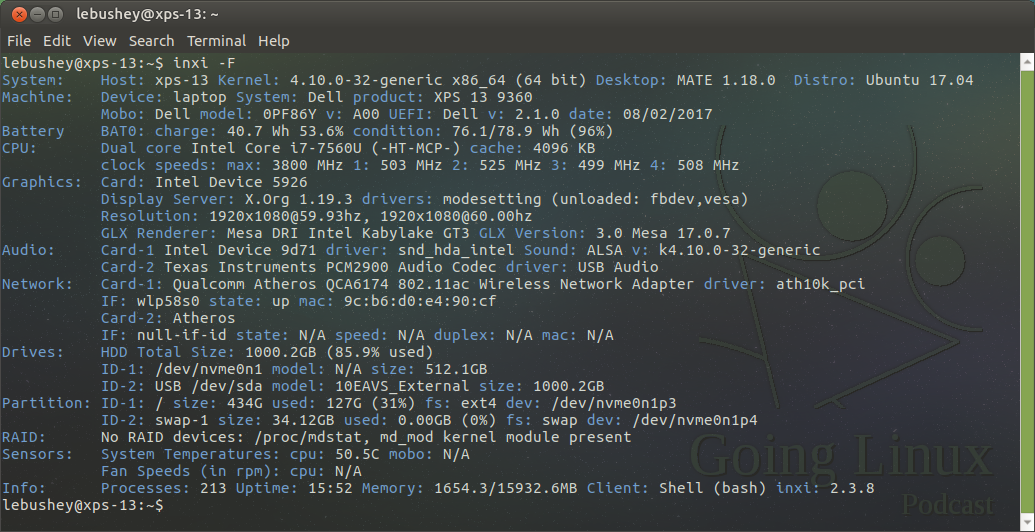 lebushey@xps-13: ~
File Edit View Search Terminal Help
lebushey@xps-13:~$ inxi -F
System: Host: xps-13 Kernel: 4.10.0-32-generic x86_64 (64 bit) Desktop: MATE 1.18.0 Distro: Ubuntu 17.04
Machine: Device: laptop System: Dell product: XPS 13 9360
Mobo: Dell model: 0PF86Y v: A00 UEFI: Dell v: 2.1.0 date: 08/02/2017
Battery BAT0: charge: 40.7 Wh 53.6% condition: 76.1/78.9 Wh (96%)
CPU: Dual core Intel Core i7-7560U (-HT-MCP-) cache: 4096 KB
clock speeds: max: 3800 MHz 1: 503 MHz 2: 525 MHz 3: 499 MHz 4: 508 MHz
Graphics: Card: Intel Device 5926
Display Server: X.Org 1.19.3 drivers: modesetting (unloaded: fbdev,vesa)
Resolution: 1920x1080@59.93hz, 1920x1080@60.00hz
GLX Renderer: Mesa DRI Intel Kabylake GT3 GLX Version: 3.0 Mesa 17.0.7
Audio: Card-1 Intel Device 9d71 driver: snd_hda_intel Sound: ALSA v: k4.10.0-32-generic
Card-2 Texas Instruments PCM2900 Audio Codec driver: USB Audio
Network: Card-1: Qualcomm Atheros QCA6174 802.11ac Wireless Network Adapter driver: ath10k_pci
IF: wlp58s0 state: up mac: 9c:b6:d0:e4:90:cf
Card-2: Atheros
IF: null-if-id state: N/A speed: N/A duplex: N/A mac: N/A
Drives: HDD Total Size: 1000.2GB (85.9% used)
ID-1: /dev/nvme0n1 model: N/A size: 512.1GB
ID-2: USB /dev/sda model: 10EAVS_External size: 1000.2GB
Partition: ID-1: / size: 434G used: 127G (31%) fs: ext4 dev: /dev/nvme0n1p3
ID-2: swap-1 size: 34.12GB used: 0.00GB (0%) fs: swap dev: /dev/nvme0n1p4
RAID: No RAID devices: /proc/mdstat, md_mod kernel module present
Sensors: System Temperatures: cpu: 50.5C mobo: N/A
Fan Speeds (in rpm): cpu: N/A
Info: Processes: 213 Uptime: 15:52 Memory: 1654.3/15932.6MB Client: Shell (bash) inxi: 2.3.8
lebushey@xps-13:~$
Going Linux
Podcast